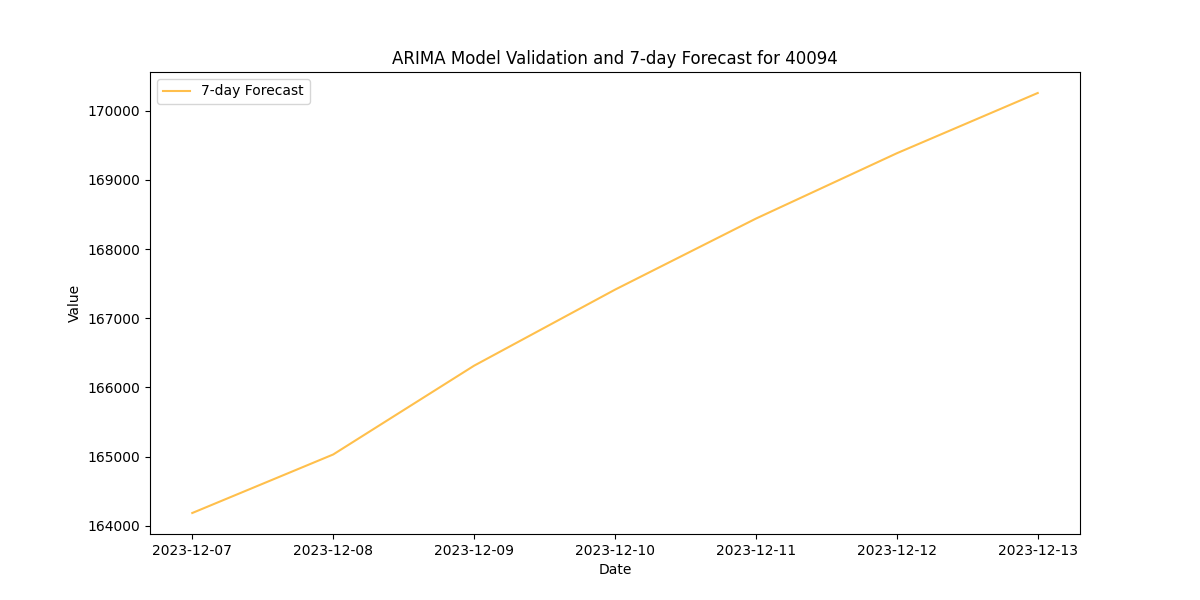 ARIMA Model Validation and 7-day Forecast for 40094
7-day Forecast
170000
169000
168000
167000
166000
165000
164000
Value
2023-12-07 2023-12-08 2023-12-09 2023-12-10 2023-12-11 2023-12-12 2023-12-13
Date